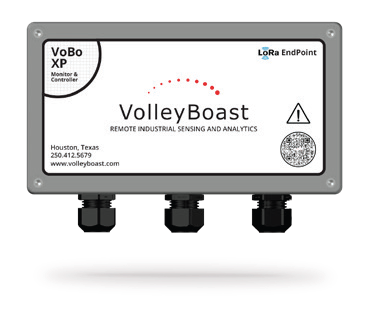 VoBo
XP
Monitor &
Controller
LoRa EndPoint
VolleyBoast
REMOTE INDUSTRIAL SENSING AND ANALYTICS
Houston, Texas
250.412.5679
www.volleyboast.com